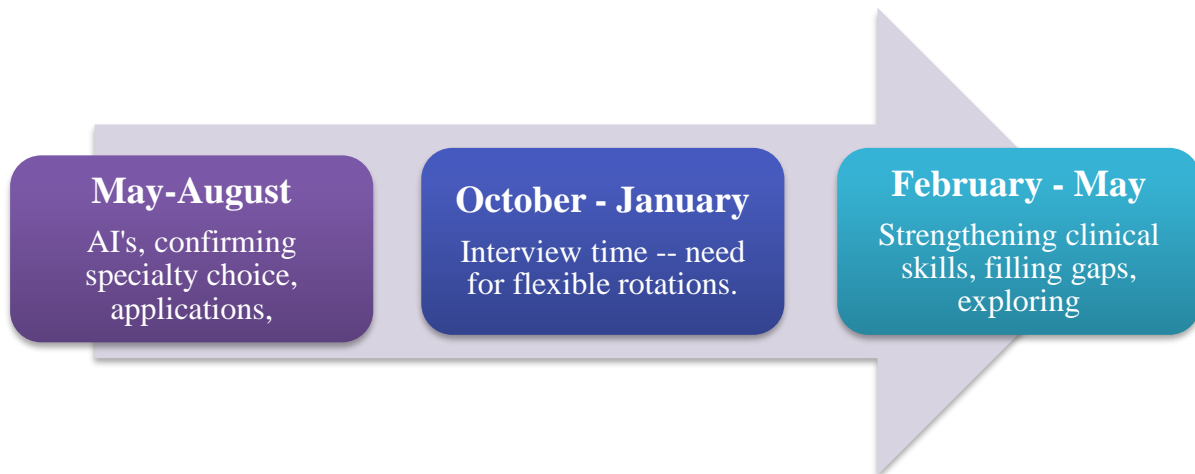 May-August
AI's, confirming
specialty choice,
applications,
October - January
Interview time -- need
for flexible rotations.
February - May
Strengthening clinical
skills, filling gaps,
exploring